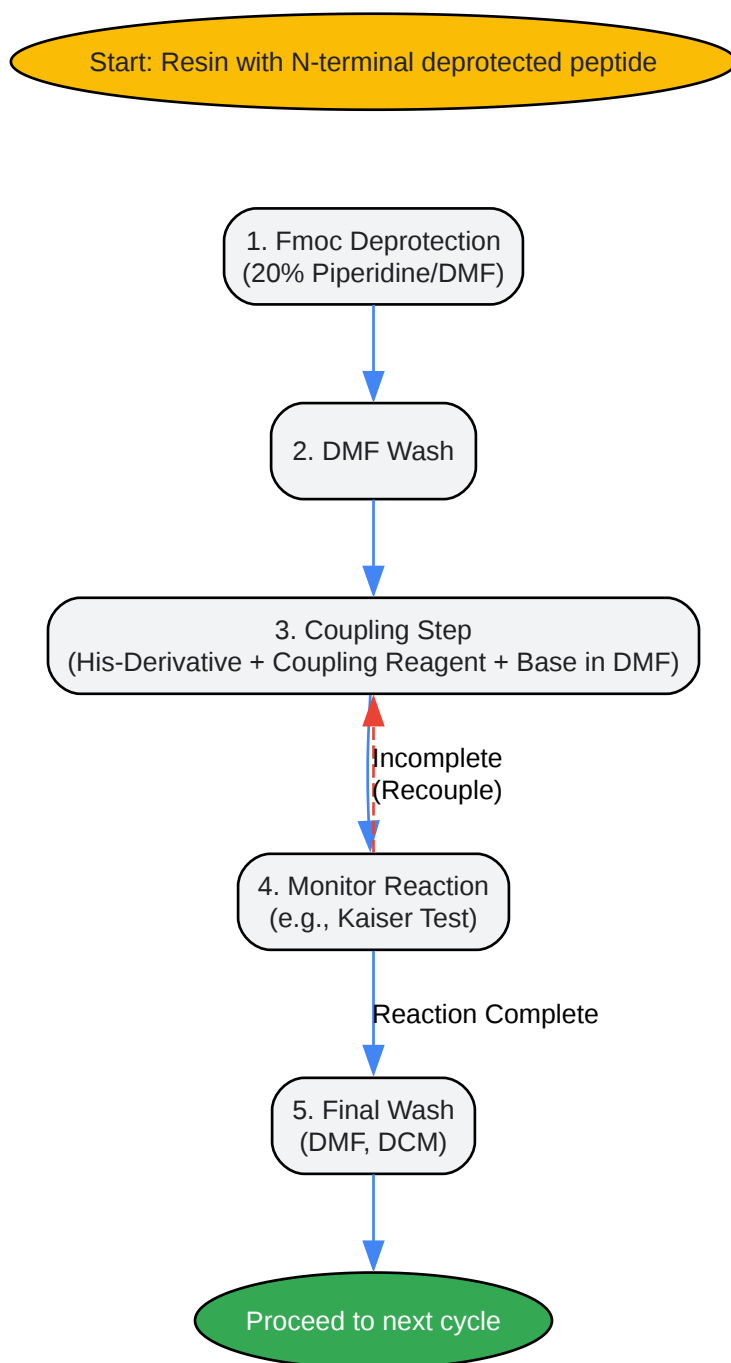 Start: Resin with N-terminal deprotected peptide
1. Fmoc Deprotection
(20% Piperidine/DMF)
2. DMF Wash
3. Coupling Step
(His-Derivative + Coupling Reagent + Base in DMF)
Incomplete
(Recouple)
4. Monitor Reaction
(e.g., Kaiser Test)
Reaction Complete
5. Final Wash
(DMF, DCM)
Proceed to next cycle